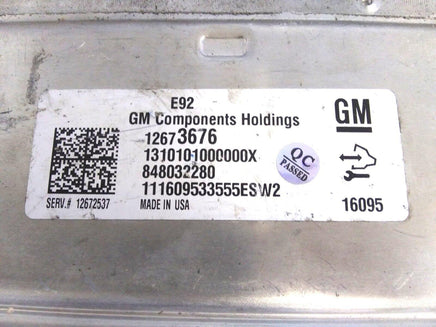 E92
GM Components Holdings
GM
12673676
1310101000000X
848032280
111609533555ESW2
QC
PASSED
SERV.# 12672537
MADE IN USA
16095